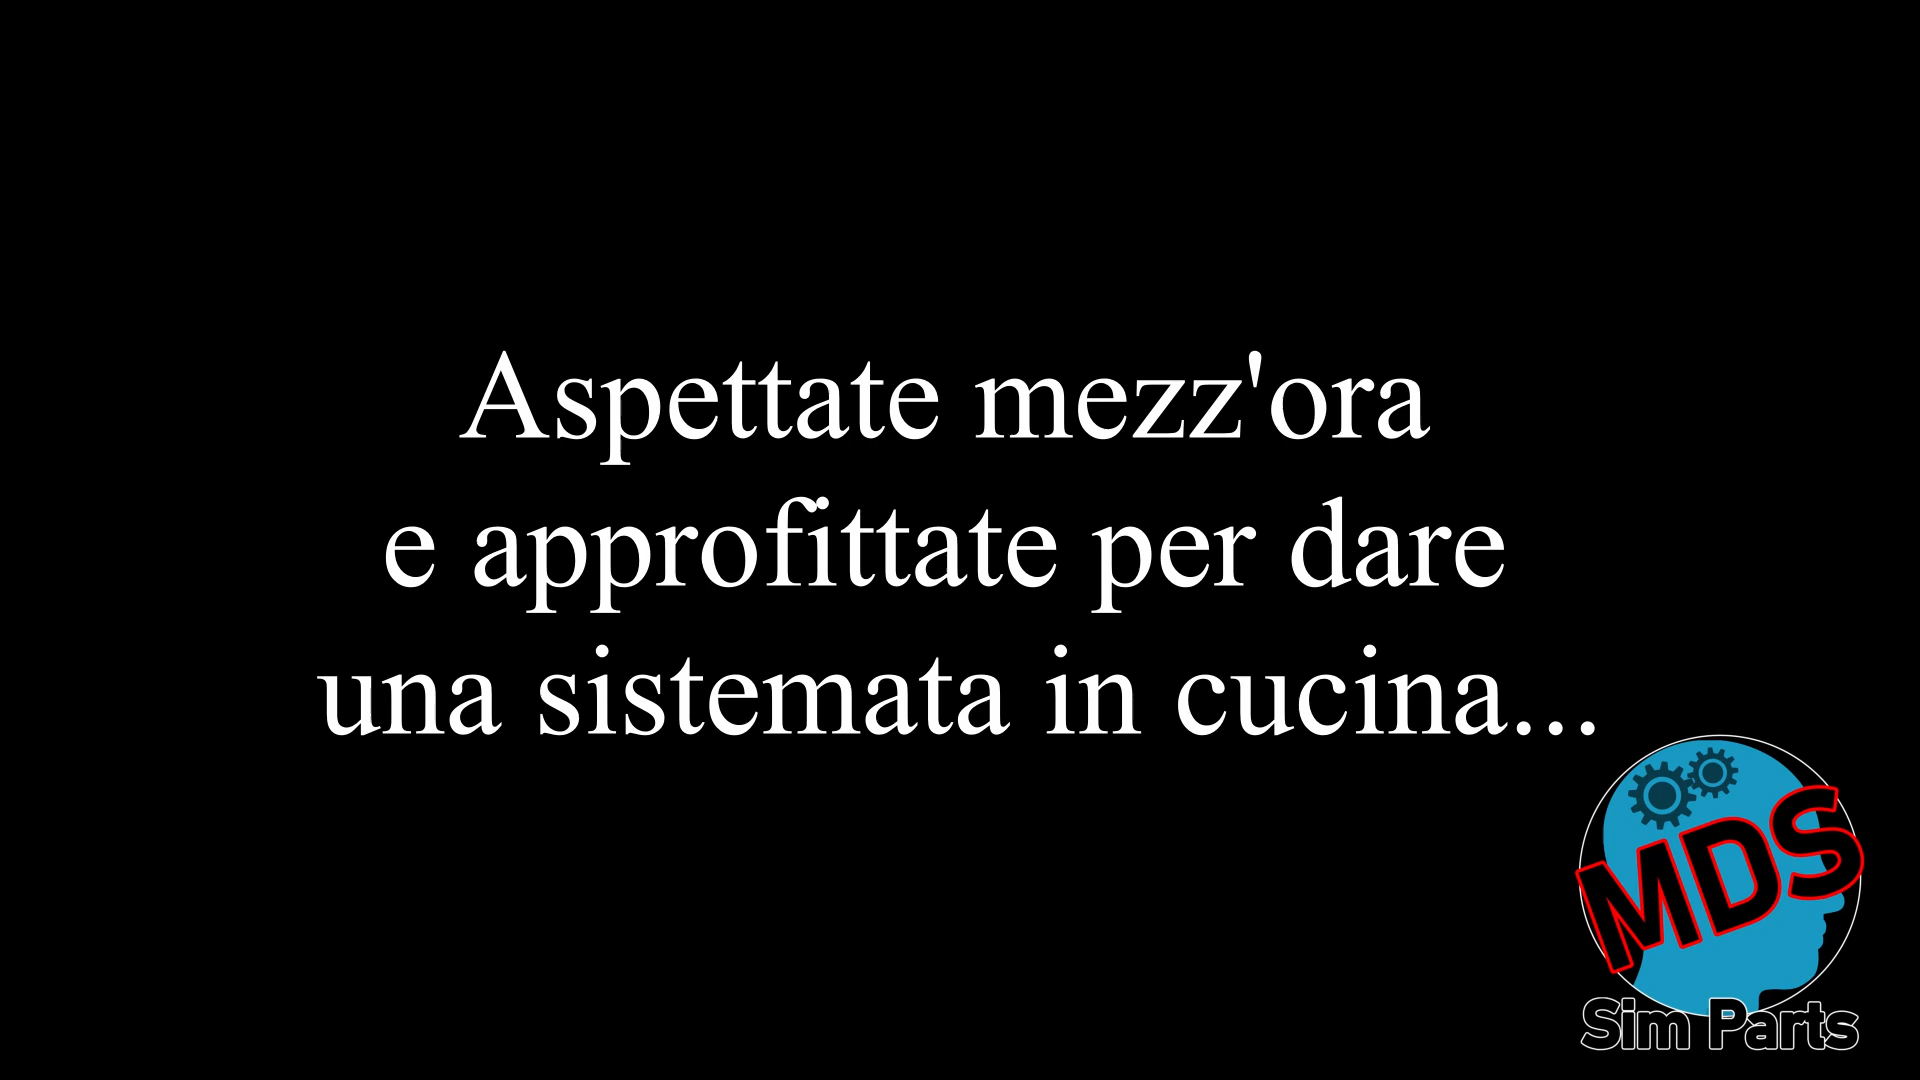 Aspettate mezz'ora
e approfittate per dare
una sistemata in cucina...
MDS
Sim Parts